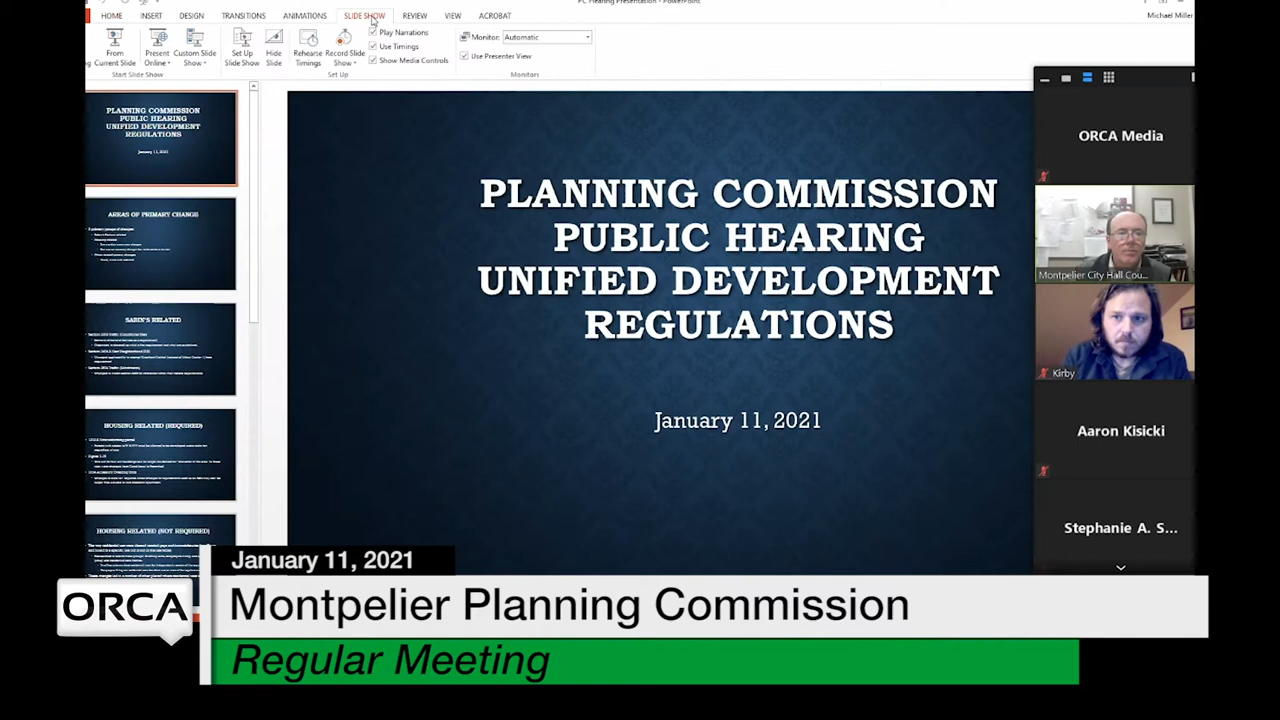 PC Hearing Presentation - PowerPoint
HOME INSERT DESIGN TRANSITIONS ANIMATIONS SLIDE SHOW REVIEW VIEW ACROBAT
Michael Miller
From
Current Slide
Present
Online
Custom Slide
Show
Set Up
Slide Show
Hide
Slide
Rehearse
Timings
Record Slide
Show
Play Narrations
Use Timings
Show Media Controls
Monitor: Automatic
Use Presenter View
Start Slide Show
Set Up
Monitors
PLANNING COMMISSION
PUBLIC HEARING
UNIFIED DEVELOPMENT
REGULATIONS
January 11, 2021
AREAS OF PRIMARY CHANGE
SABIN'S RELATED
HOUSING RELATED (REQUIRED)
HOUSING RELATED (NOT REQUIRED)
PLANNING COMMISSION
PUBLIC HEARING
UNIFIED DEVELOPMENT
REGULATIONS
January 11, 2021
ORCA Media
Montpelier City Hall Cou...
Kirby
Aaron Kisicki
Stephanie A. S...
January 11, 2021
ORCA
Montpelier Planning Commission
Regular Meeting